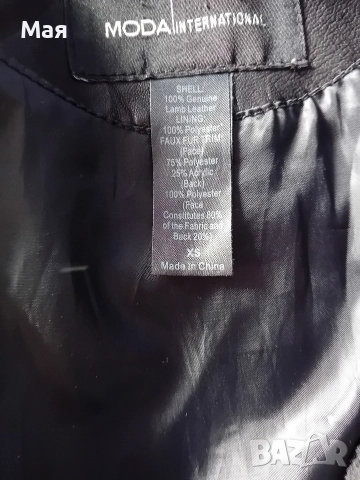 Мая
MODA INTERNATIONAL
SHELL:
100% Genuine
Lamb Leather
LINING:
100% Polyester
FAUX FUR TRIM:
(Face)
75% Polyester
25% Acrylic
(Back)
100% Polyester
(Face
Constitutes 80%
of the Fabric and
Back 20%)
XS
Made in China
BAZAR